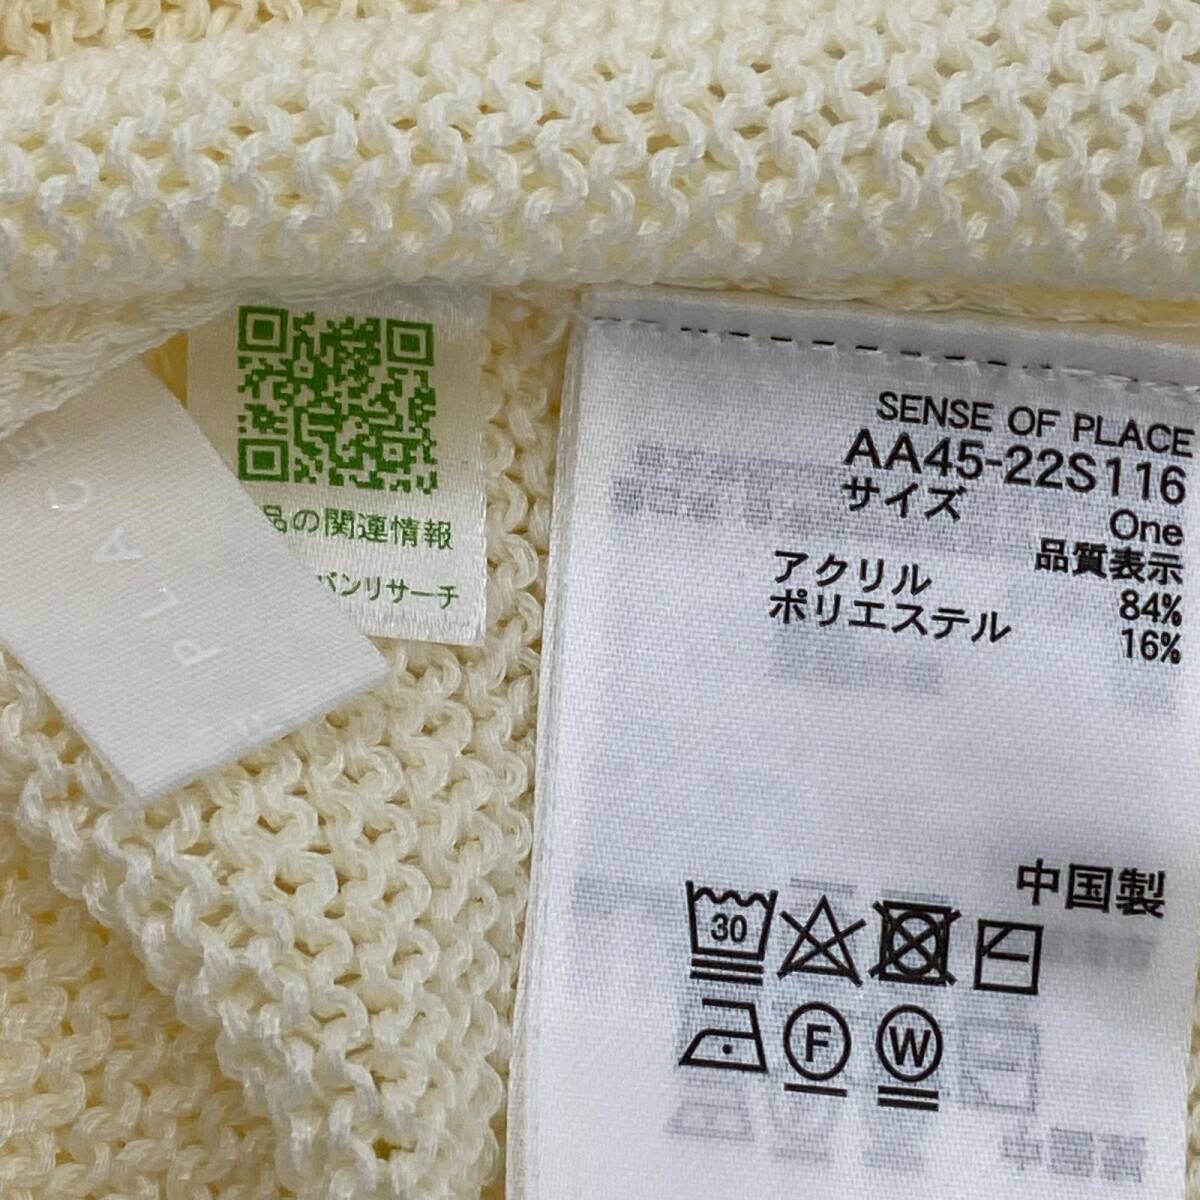 SENSE OF PLACE
AA45-22S116
サイズ One
品質表示
アクリル 84%
ポリエステル 16%
中国製
30
F
W
品の関連情報
バンリサーチ
PLACE